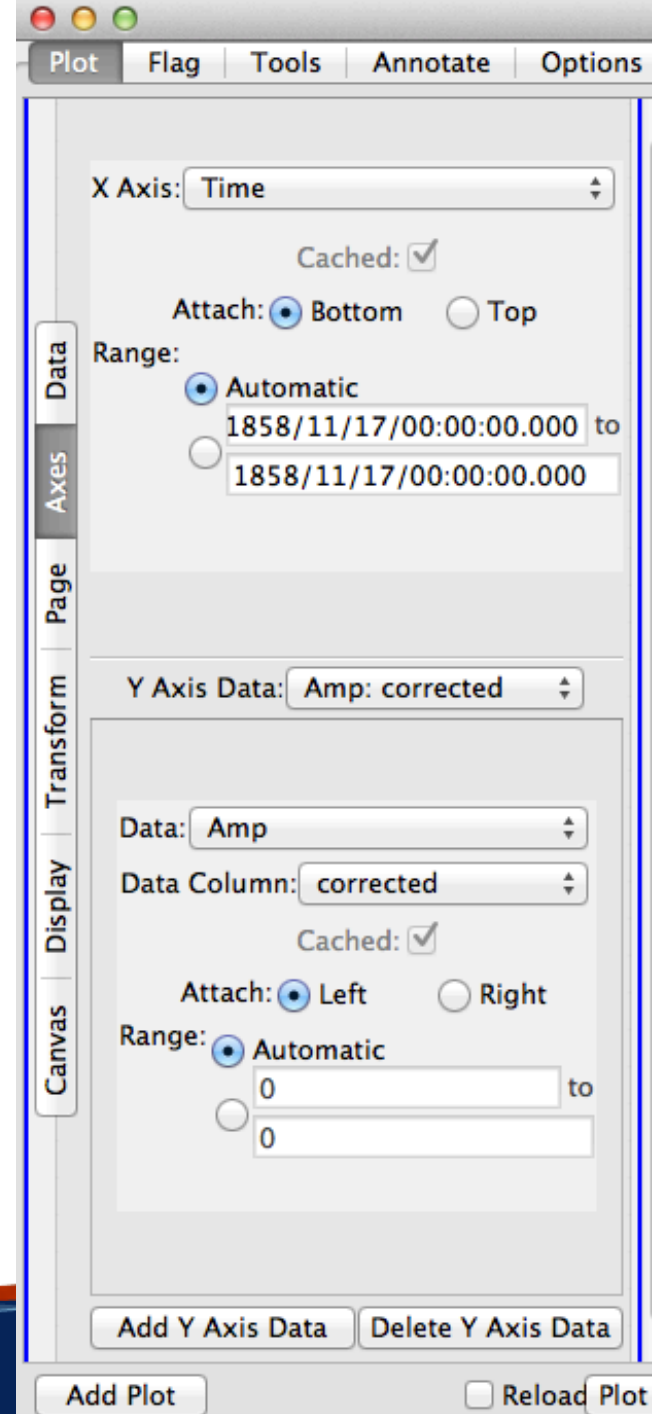 Plot Flag Tools Annotate Options
X Axis: Time
Cached:
Attach: Bottom Top
Range:
Automatic
1858/11/17/00:00:00.000 to
1858/11/17/00:00:00.000
Data
Axes
Page
Transform
Display
Canvas
Y Axis Data: Amp: corrected
Data: Amp
Data Column: corrected
Cached:
Attach: Left Right
Range:
Automatic
0 to
0
Add Y Axis Data Delete Y Axis Data
Add Plot Reload Plot